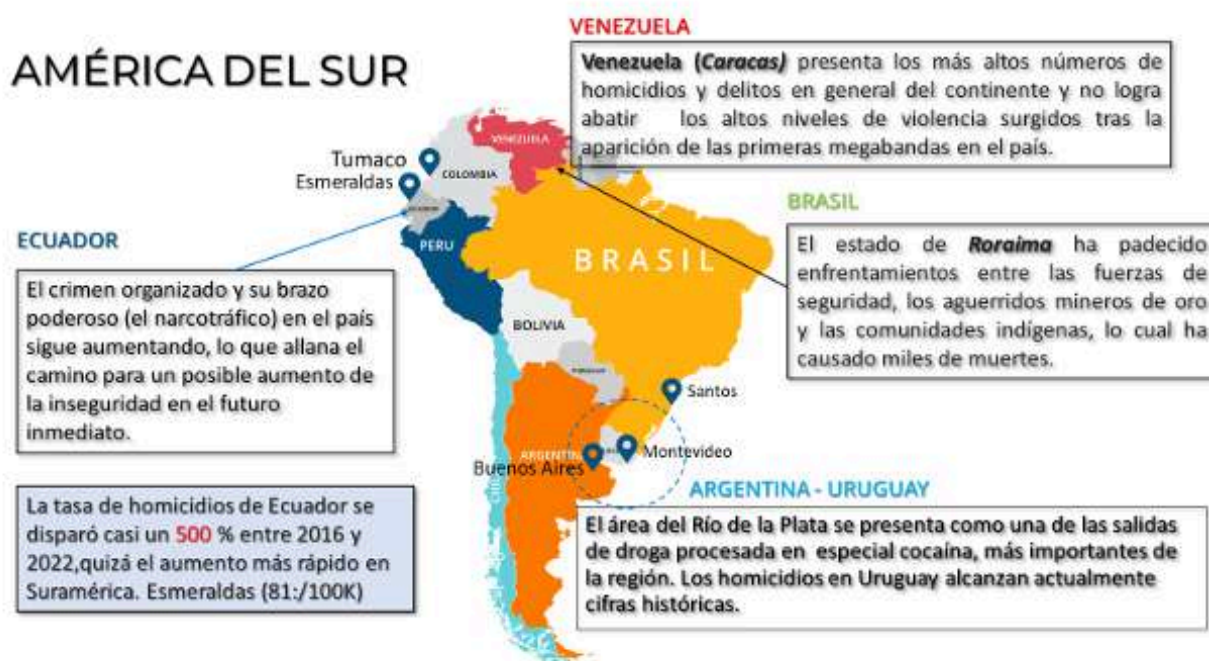 AMÉRICA DEL SUR
VENEZUELA
Venezuela (Caracas) presenta los más altos números de
homicidios y delitos en general del continente y no logra
abatir los altos niveles de violencia surgidos tras la
aparición de las primeras megabandas en el país.
VENEZUELA
Tumaco
COLOMBIA
Esmeraldas
BRASIL
ECUADOR
PERU
BRASIL
El estado de Roraima ha padecido
enfrentamientos entre las fuerzas de
seguridad, los aguerridos mineros de oro
y las comunidades indígenas, lo cual ha
causado miles de muertes.
El crimen organizado y su brazo
poderoso (el narcotráfico) en el país
sigue aumentando, lo que allana el
camino para un posible aumento de
la inseguridad en el futuro
inmediato.
BOLIVIA
Santos
ARGENTINA
Montevideo
Buenos Aires
La tasa de homicidios de Ecuador se
disparó casi un 500 % entre 2016 y
2022,quizá el aumento más rápido en
Suramérica. Esmeraldas (81:/100K)
ARGENTINA - URUGUAY
El área del Río de la Plata se presenta como una de las salidas
de droga procesada en especial cocaína, más importantes de
la región. Los homicidios en Uruguay alcanzan actualmente
cifras históricas.